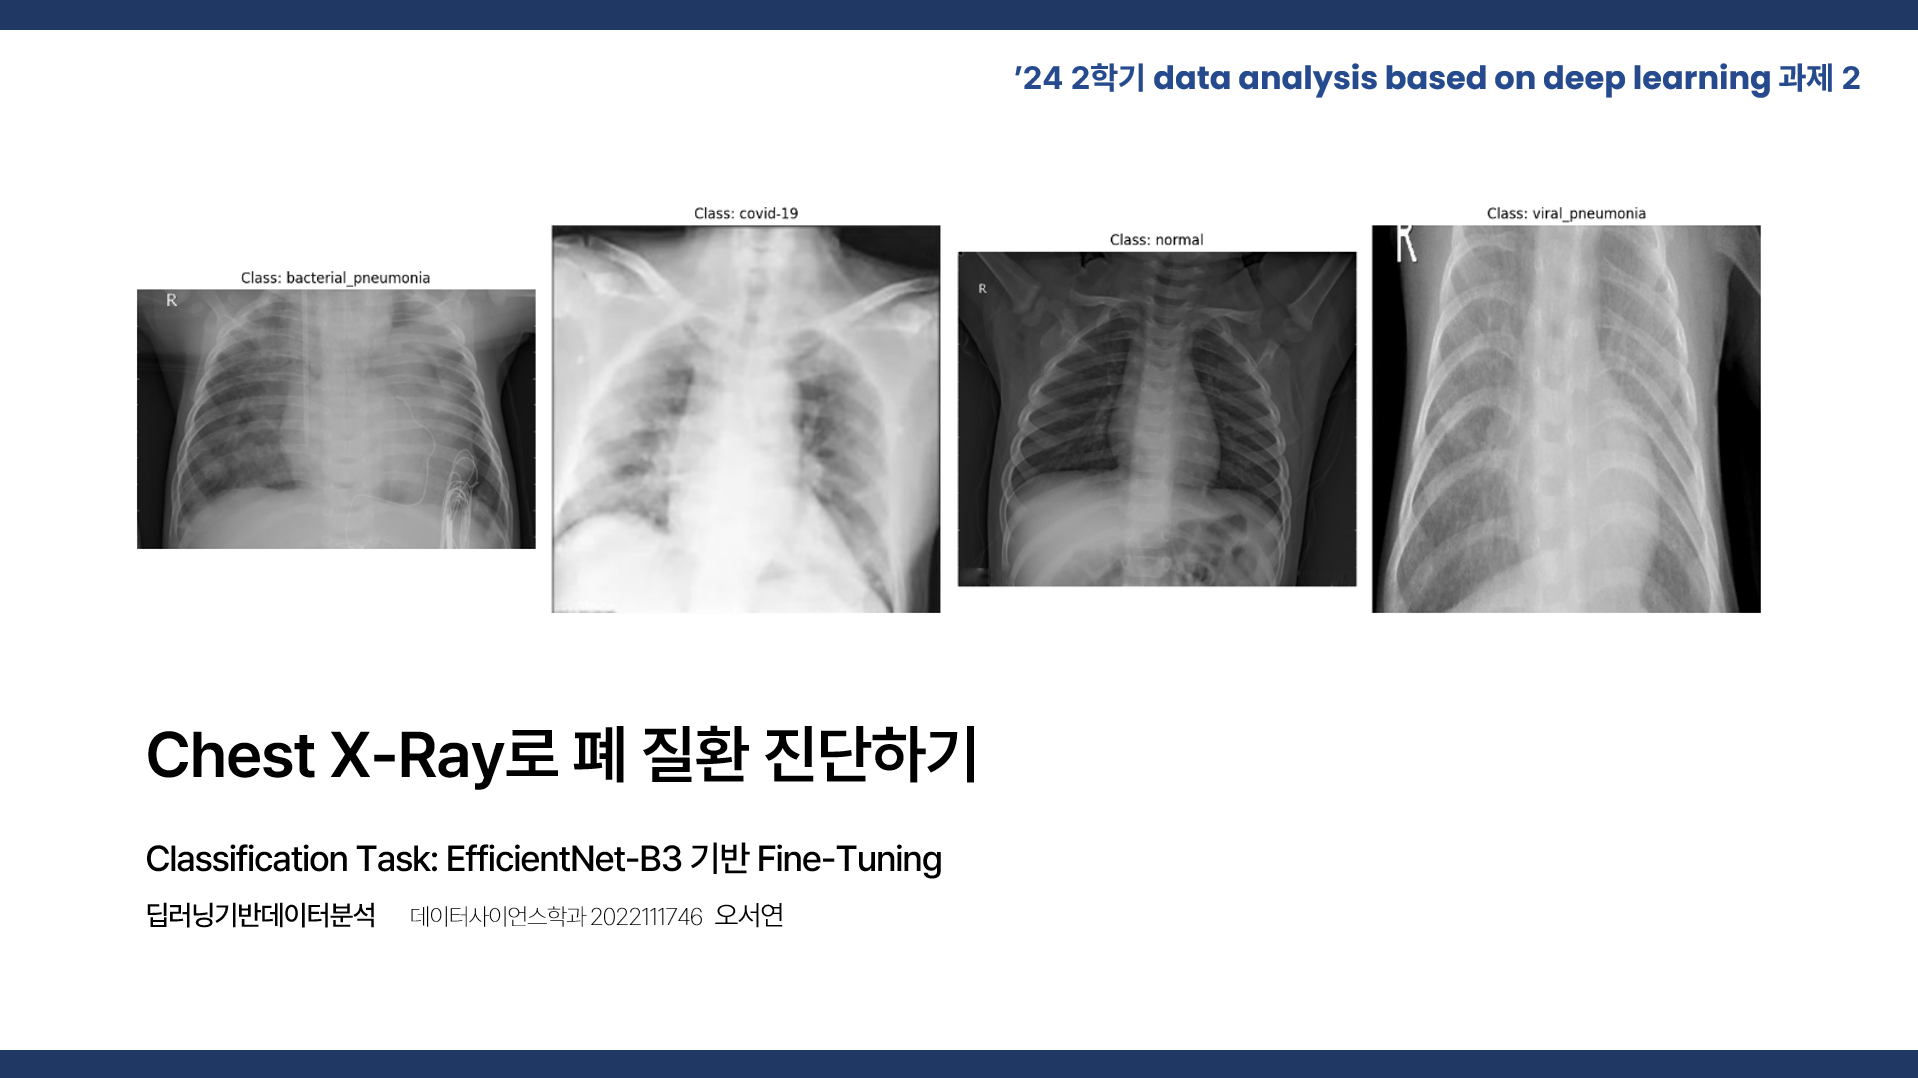 ’24 2학기 data analysis based on deep learning 과제 2
Class: bacterial_pneumonia
R
Class: covid-19
Class: normal
R
Class: viral_pneumonia
R
Chest X-Ray로 폐 질환 진단하기
Classification Task: EfficientNet-B3 기반 Fine-Tuning
딥러닝기반데이터분석 데이터사이언스학과 2022111746 오서연